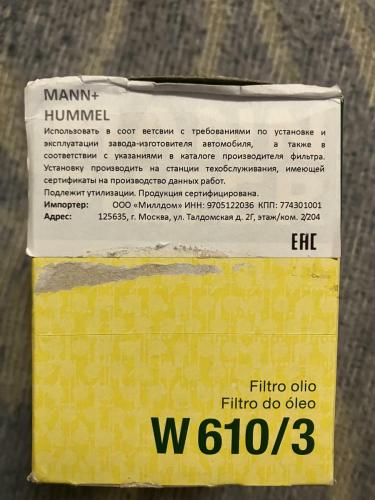 MANN+
HUMMEL
Использовать в соот ветсвии с требованиями по установке и
эксплуатации завода-изготовителя автомобиля, а также в
соответствии с указаниями в каталоге производителя фильтра.
Установку производить на станции техобслуживания, имеющей
сертификаты на производство данных работ.
Подлежит утилизации. Продукция сертифицирована.
Импортер: ООО «Миллдом» ИНН: 9705122036 КПП: 774301001
Адрес: 125635, г. Москва, ул. Талдомская д. 2Г, этаж/ком. 2/204
ЕАС
Filtro olio
Filtro do óleo
W 610/3